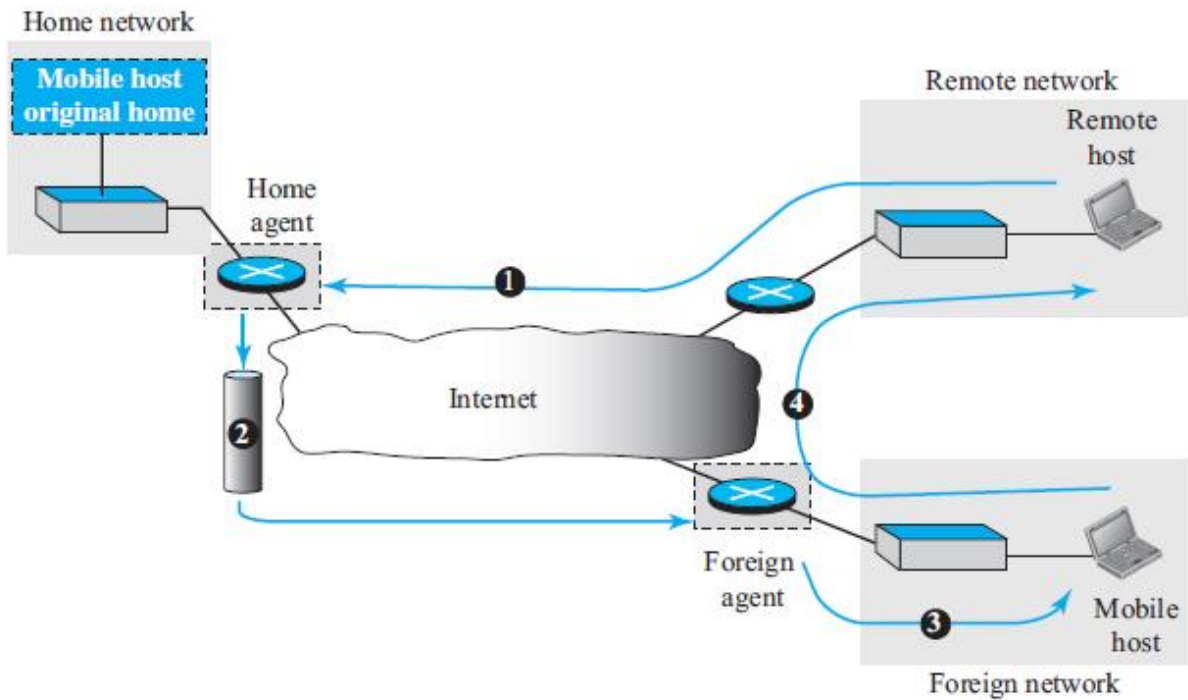 Home network
Mobile host
original home
Home
agent
Remote network
Remote
host
1
Internet
2
4
Foreign
agent
3
Mobile
host
Foreign network